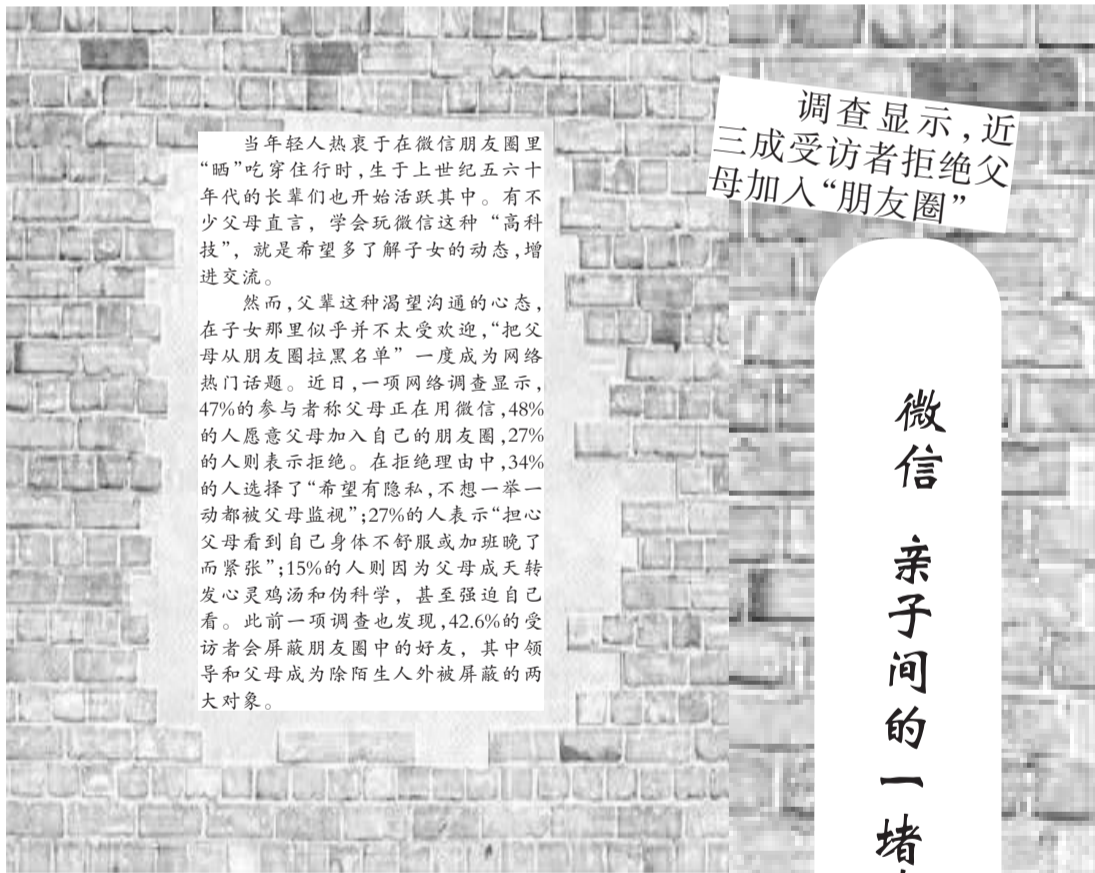 调查显示，近
三成受访者拒绝父
母加入“朋友圈”
微信 亲子间的一堵
当年轻人热衷于在微信朋友圈里
“晒”吃穿住行时，生于上世纪五六十
年代的长辈们也开始活跃其中。有不
少父母直言，学会玩微信这种“高科
技”，就是希望多了解子女的动态，增
进交流。
然而，父辈这种渴望沟通的心态，
在子女那里似乎并不太受欢迎，“把父
母从朋友圈拉黑名单”一度成为网络
热门话题。近日，一项网络调查显示，
47%的参与者称父母正在用微信，48%
的人愿意父母加入自己的朋友圈，27%
的人则表示拒绝。在拒绝理由中，34%
的人选择了“希望有隐私，不想一举一
动都被父母监视”；27%的人表示“担心
父母看到自己身体不舒服或加班晚了
而紧张”；15%的人则因为父母成天转
发心灵鸡汤和伪科学，甚至强迫自己
看。此前一项调查也发现，42.6%的受
访者会屏蔽朋友圈中的好友，其中领
导和父母成为除陌生人外被屏蔽的两
大对象。